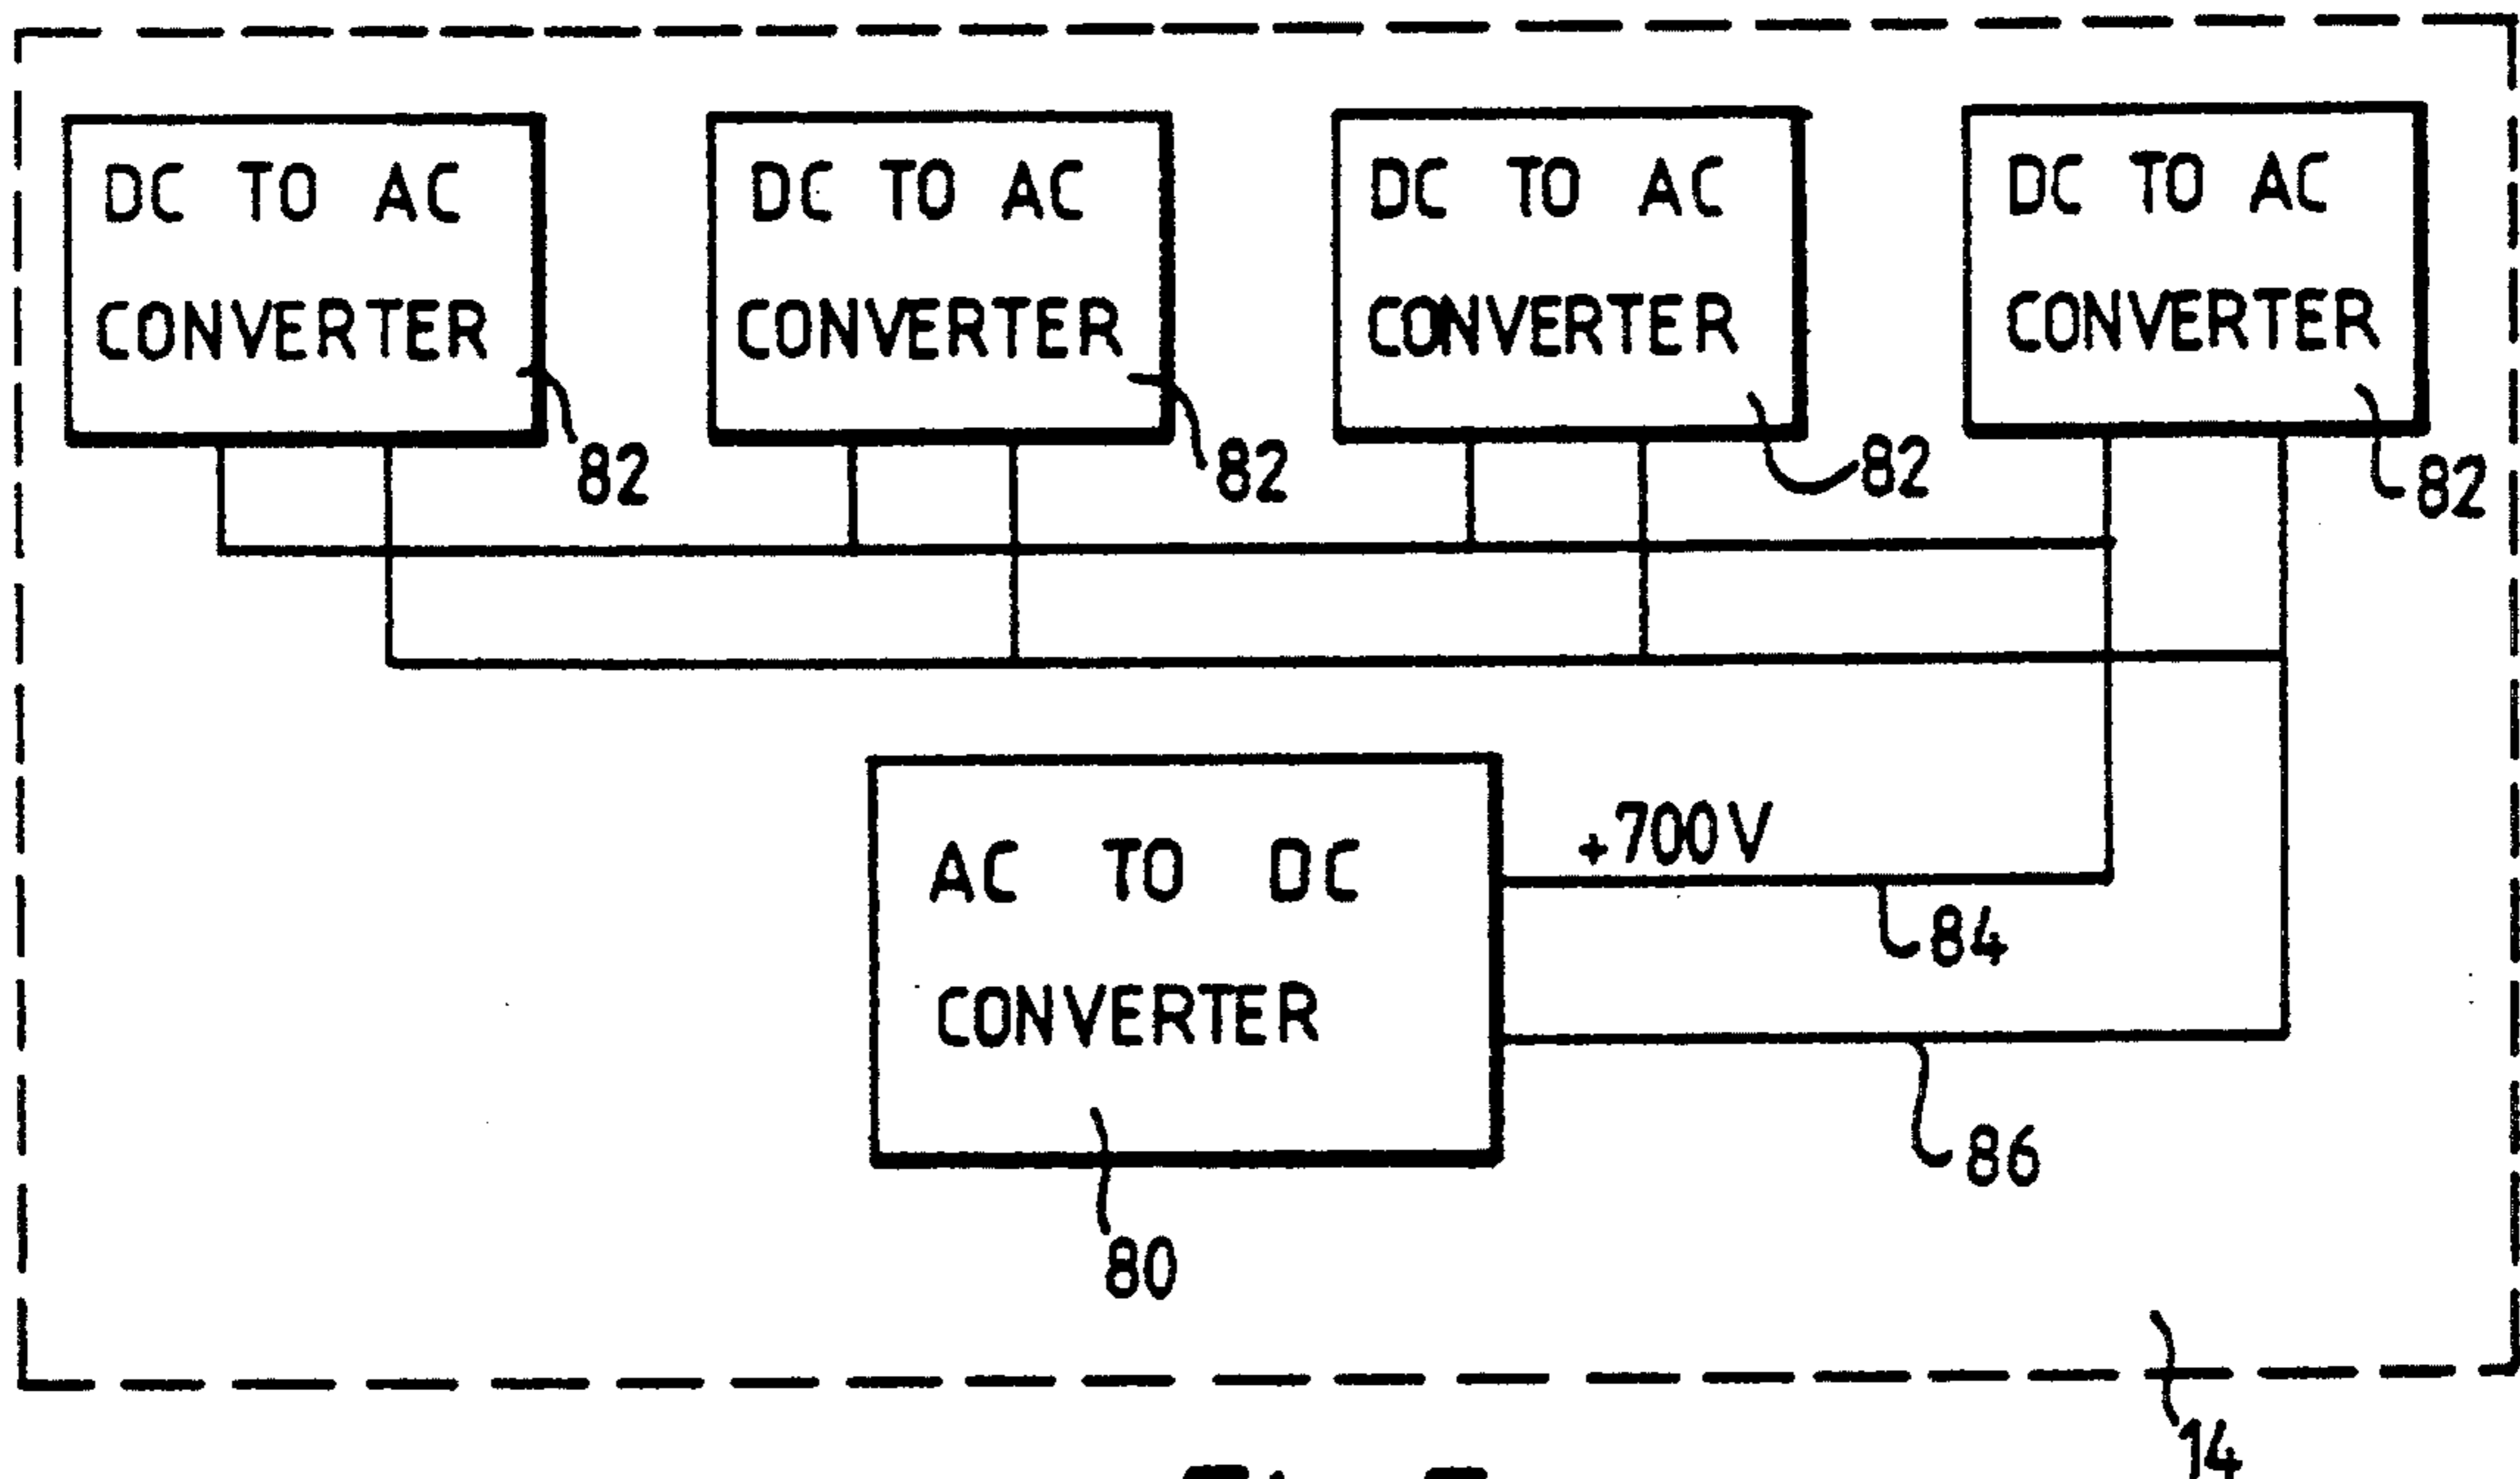 DC TO AC
CONVERTER
82
DC TO AC
CONVERTER
82
DC TO AC
CONVERTER
82
DC TO AC
CONVERTER
82
AC TO DC
CONVERTER
80
+700V
84
86
14